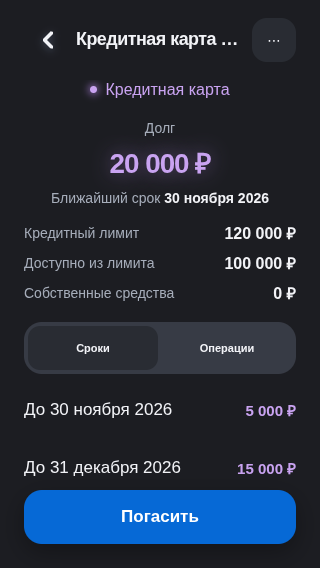 Кредитная карта ...
...
Кредитная карта
Долг
20 000 ₽
Ближайший срок 30 ноября 2026
Кредитный лимит 120 000 ₽
Доступно из лимита 100 000 ₽
Собственные средства 0 ₽
Сроки Операции
До 30 ноября 2026 5 000 ₽
До 31 декабря 2026 15 000 ₽
Погасить